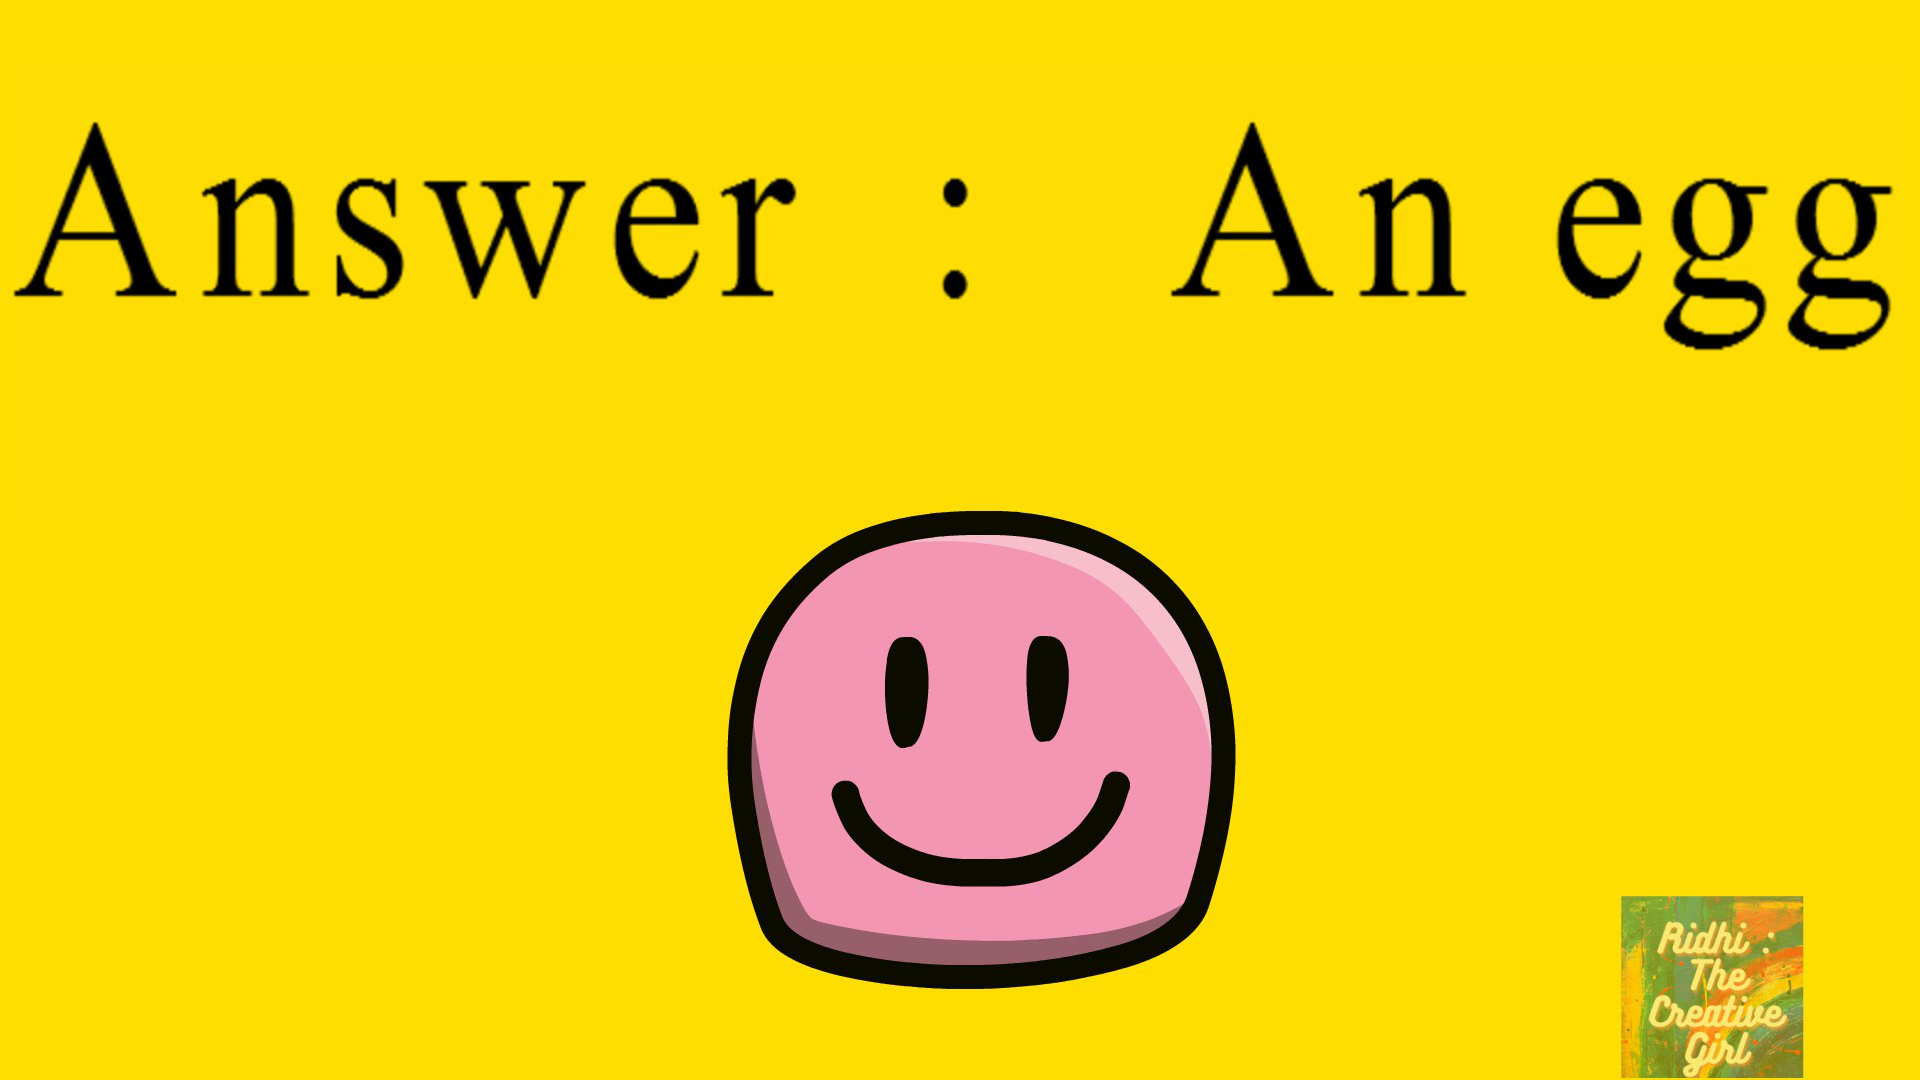 Answer : An egg
Ridhi :
The
Creative
Girl